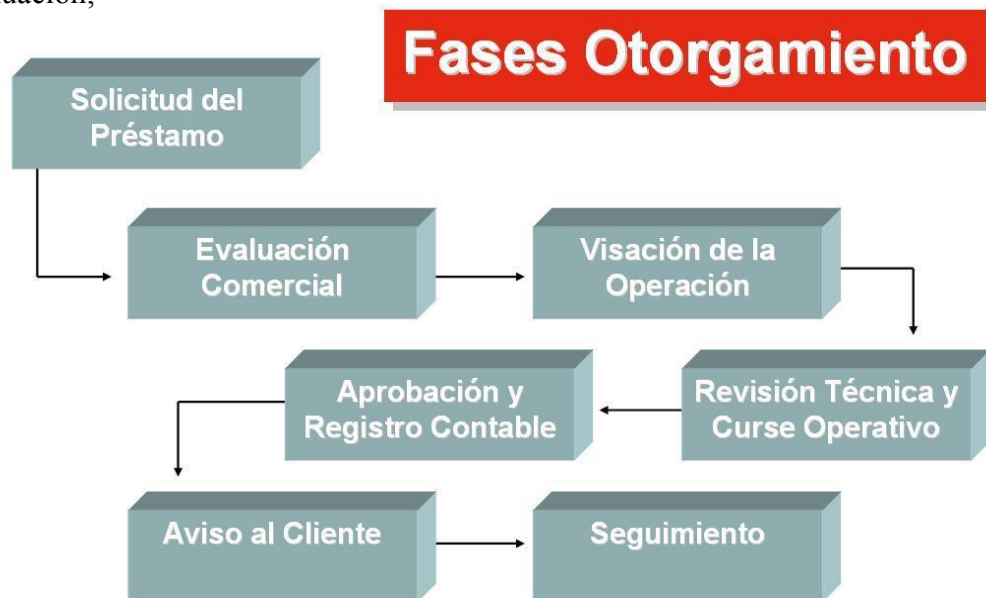 Fases Otorgamiento
Solicitud del
Préstamo
Evaluación
Comercial
Visación de la
Operación
Revisión Técnica y
Curse Operativo
Aprobación y
Registro Contable
Aviso al Cliente
Seguimiento